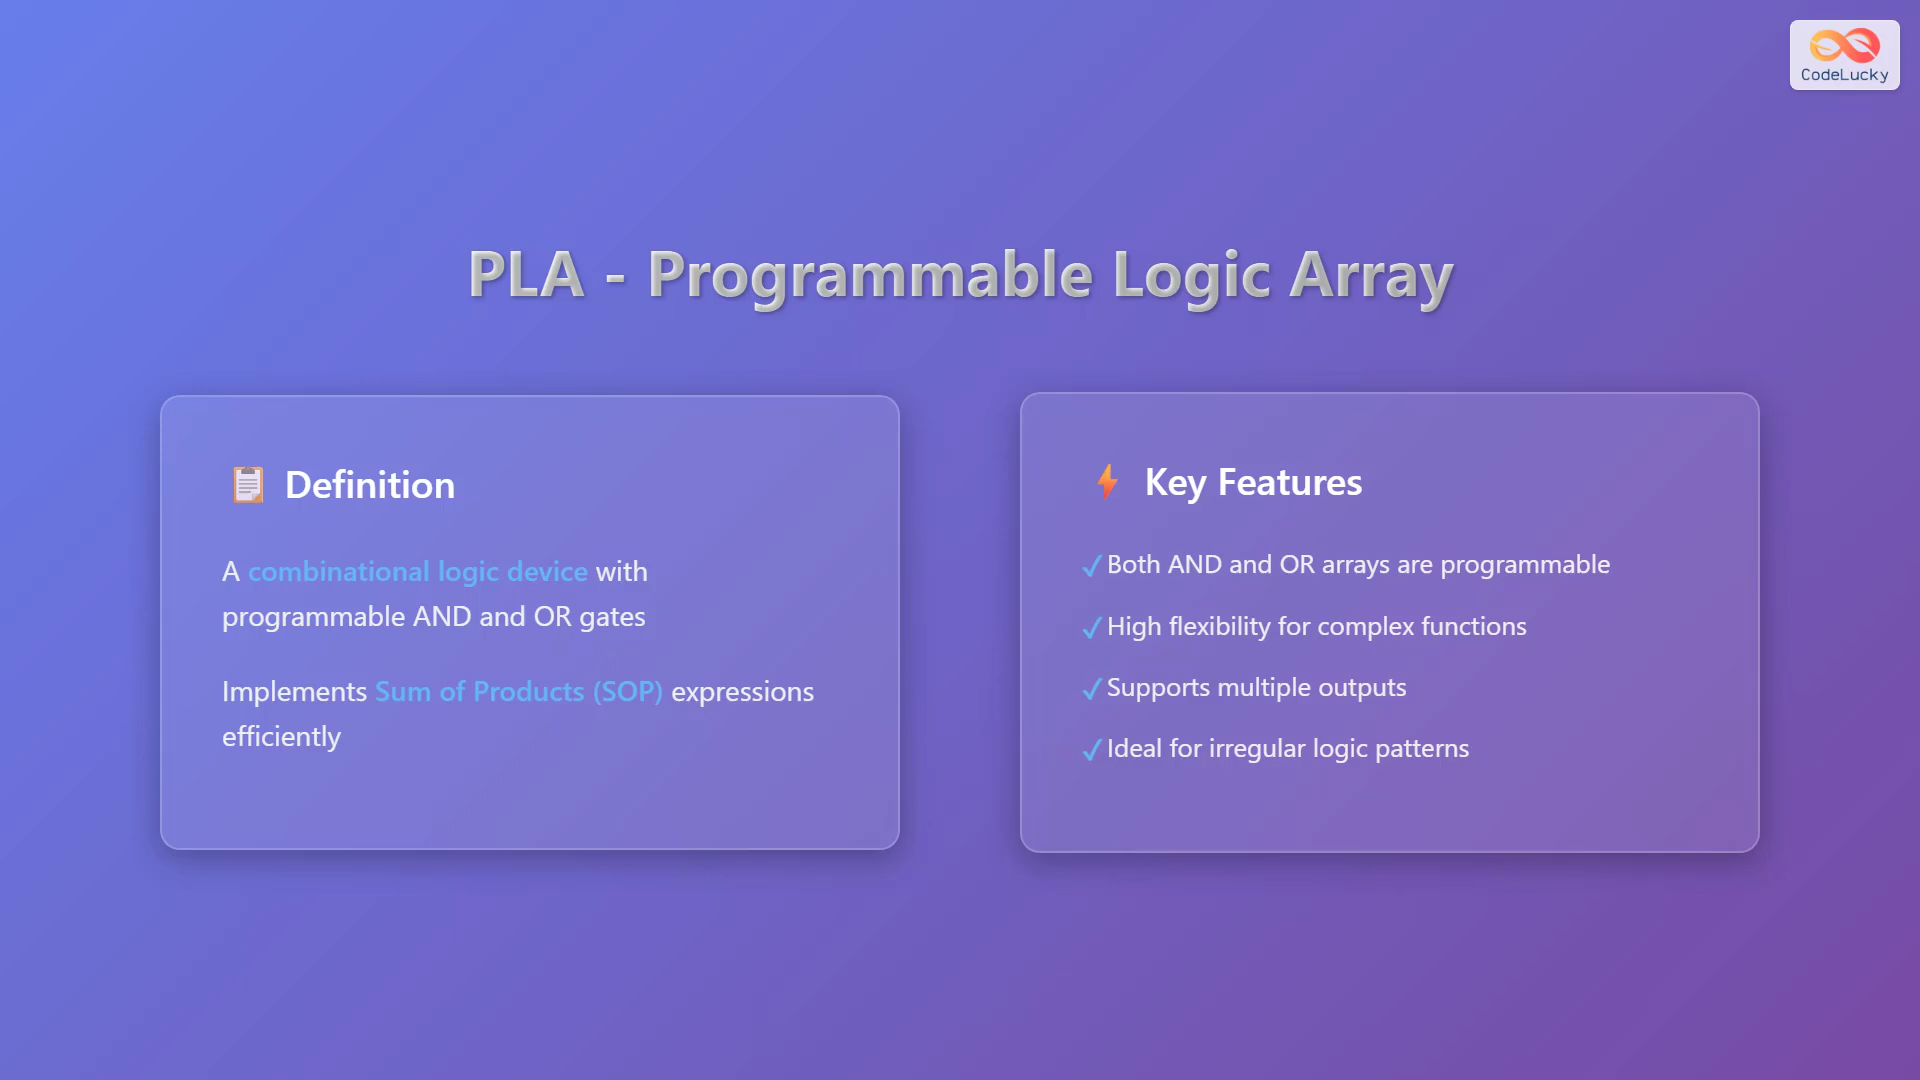 CodeLucky
PLA - Programmable Logic Array
Definition
A combinational logic device with
programmable AND and OR gates
Implements Sum of Products (SOP) expressions
efficiently
Key Features
✓Both AND and OR arrays are programmable
✓High flexibility for complex functions
✓Supports multiple outputs
✓Ideal for irregular logic patterns